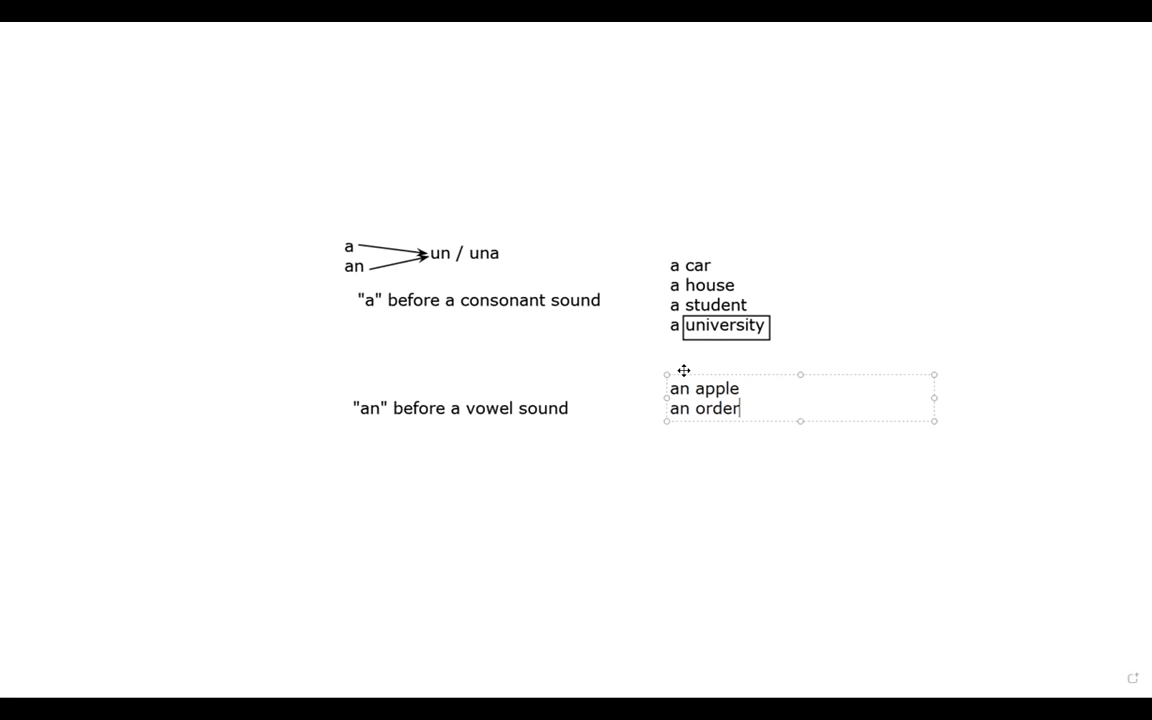 a
an
un / una
"a" before a consonant sound
a car
a house
a student
a university
"an" before a vowel sound
an apple
an order